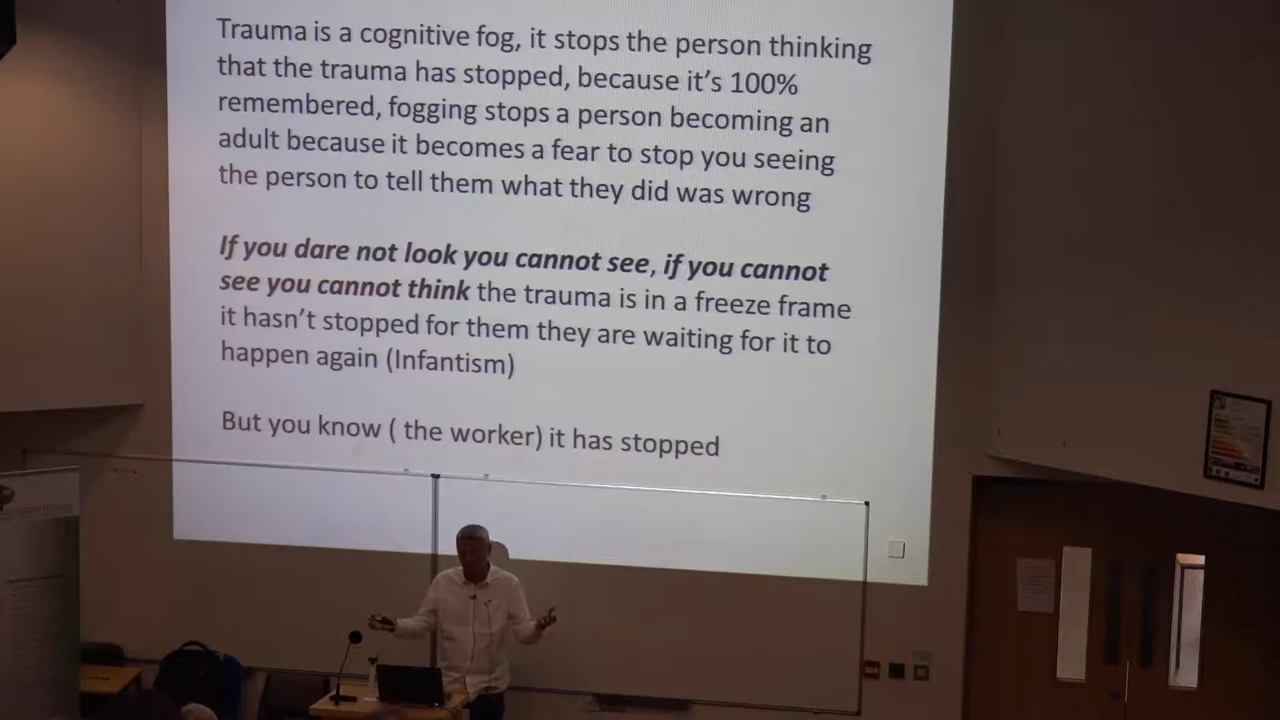 Trauma is a cognitive fog, it stops the person thinking
that the trauma has stopped, because it's 100%
remembered, fogging stops a person becoming an
adult because it becomes a fear to stop you seeing
the person to tell them what they did was wrong
If you dare not look you cannot see, if you cannot
see you cannot think the trauma is in a freeze frame
it hasn't stopped for them they are waiting for it to
happen again (Infantism)
But you know ( the worker) it has stopped